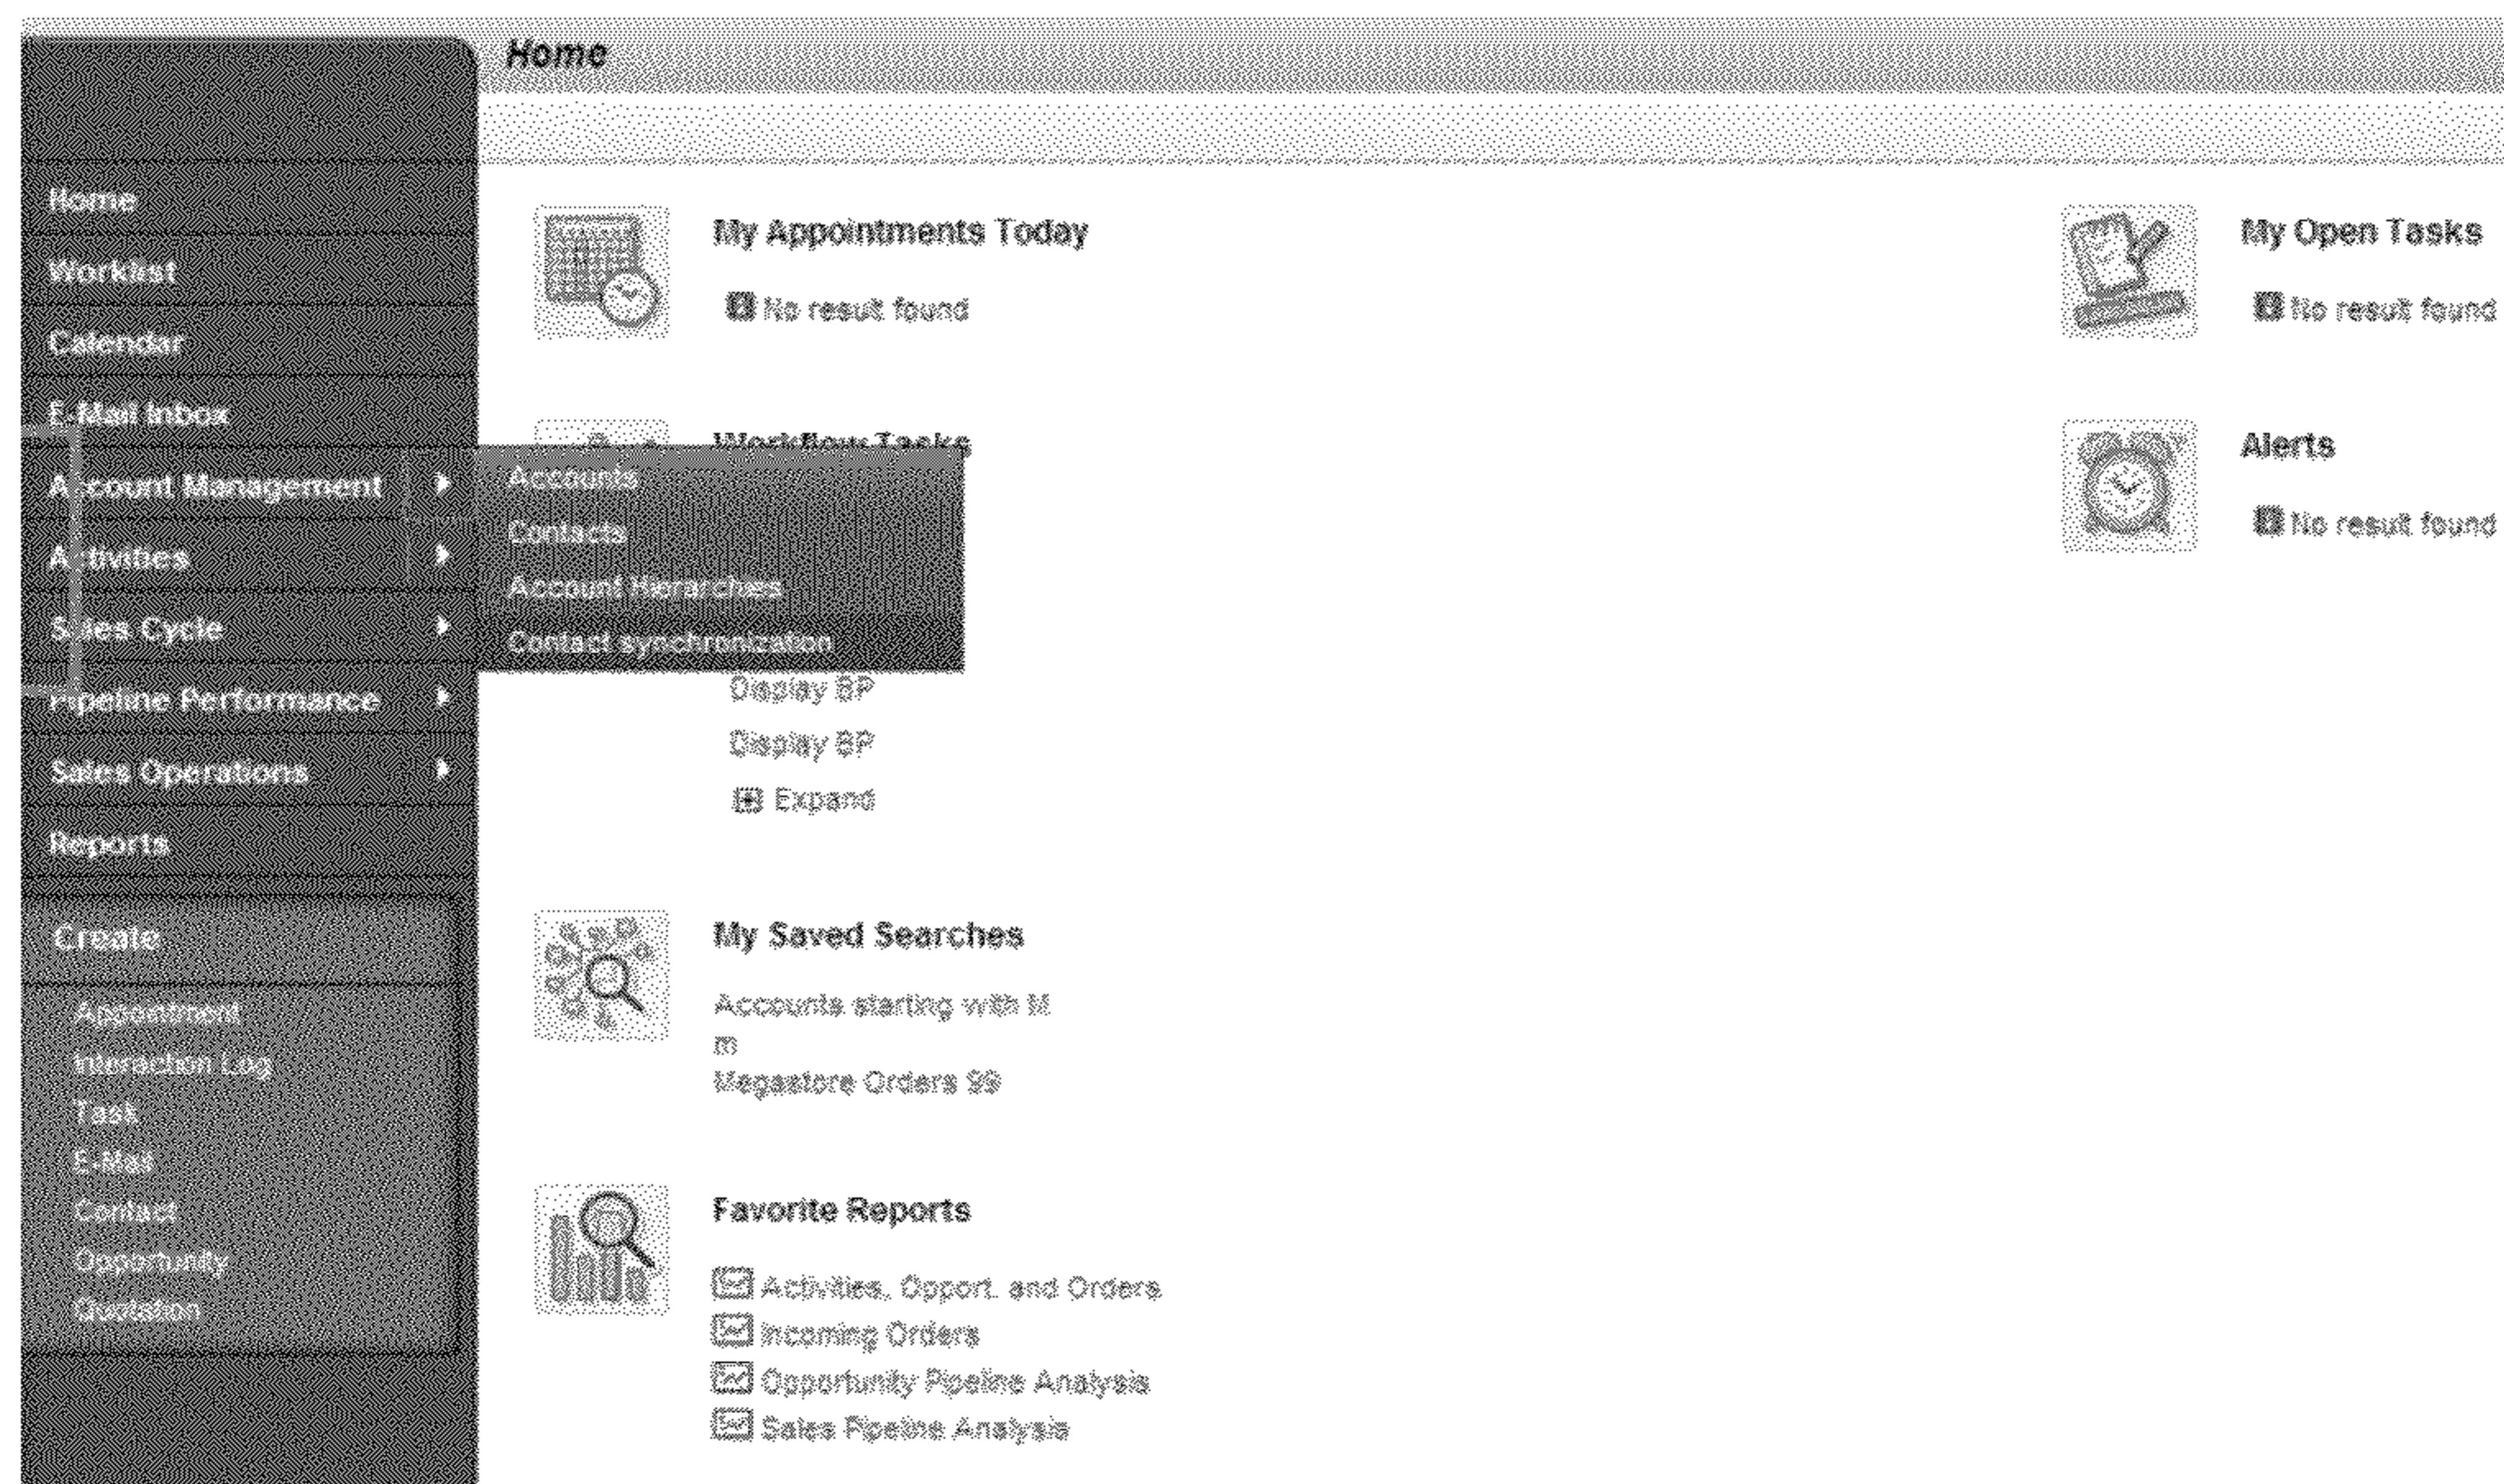 Home
Home
Worklist
Calendar
E-Mail Inbox
Account Management
Activities
Sales Cycle
Pipeline Performance
Sales Operations
Reports
Create
Appointment
Interaction Log
Task
E-Mail
Contact
Opportunity
Quotation
Accounts
Contacts
Account Hierarchies
Contact synchronization
My Appointments Today
No result found
Workflow Tasks
Display BP
Display BP
Expand
My Saved Searches
Accounts starting with M
m
Megastore Orders 99
Favorite Reports
Activities, Opport. and Orders
Incoming Orders
Opportunity Pipeline Analysis
Sales Pipeline Analysis
My Open Tasks
No result found
Alerts
No result found